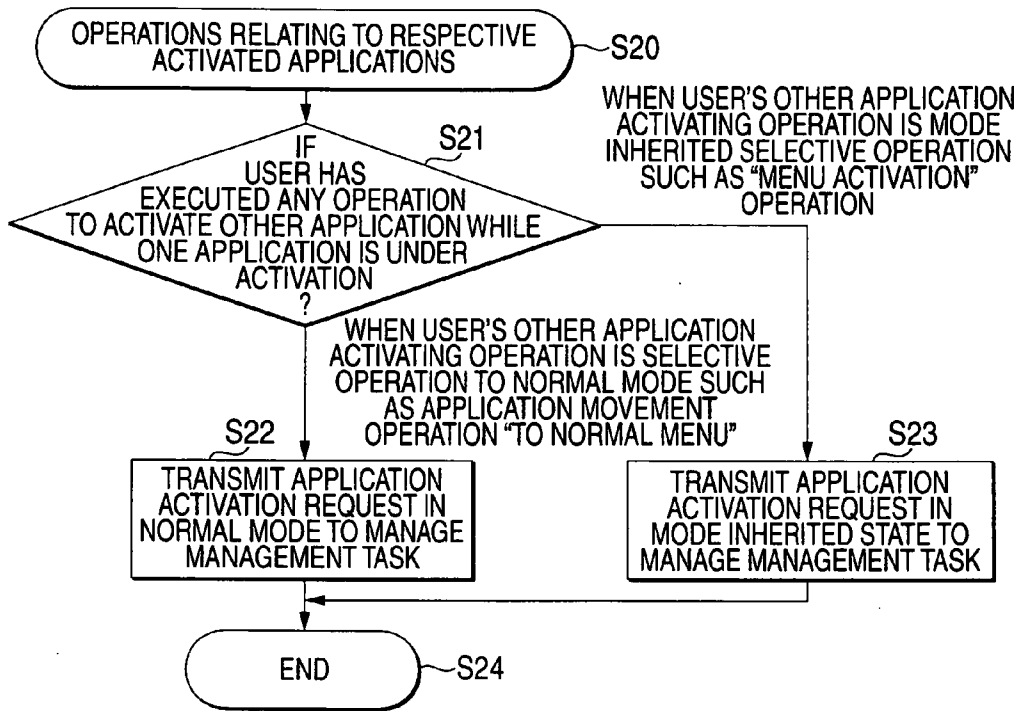 OPERATIONS RELATING TO RESPECTIVE
ACTIVATED APPLICATIONS
S20
WHEN USER'S OTHER APPLICATION
ACTIVATING OPERATION IS MODE
INHERITED SELECTIVE OPERATION
SUCH AS "MENU ACTIVATION"
OPERATION
S21
IF
USER HAS
EXECUTED ANY OPERATION
TO ACTIVATE OTHER APPLICATION WHILE
ONE APPLICATION IS UNDER
ACTIVATION
?
WHEN USER'S OTHER APPLICATION
ACTIVATING OPERATION IS SELECTIVE
OPERATION TO NORMAL MODE SUCH
AS APPLICATION MOVEMENT
OPERATION "TO NORMAL MENU"
S22
TRANSMIT APPLICATION
ACTIVATION REQUEST IN
NORMAL MODE TO MANAGE
MANAGEMENT TASK
S23
TRANSMIT APPLICATION
ACTIVATION REQUEST IN
MODE INHERITED STATE TO
MANAGE MANAGEMENT TASK
END
S24